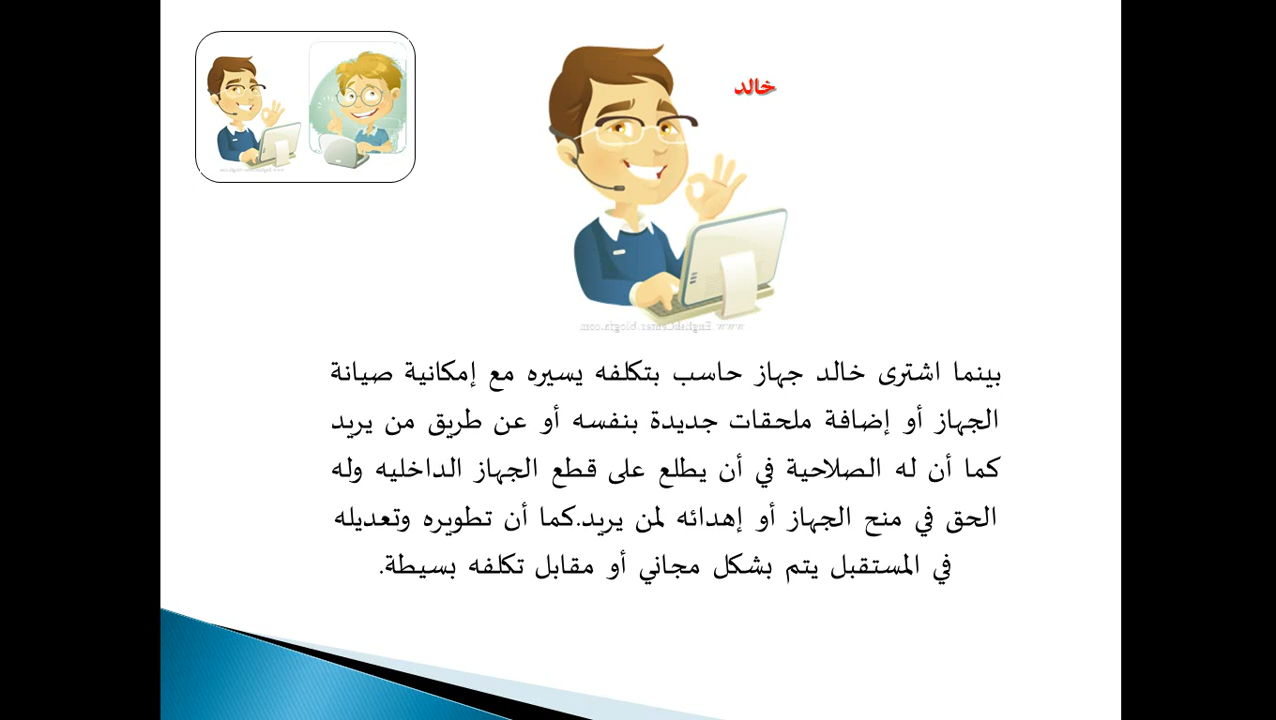 خالد
بينما اشترى خالد جهاز حاسب بتكلفه يسيره مع إمكانية صيانة
الجهاز أو إضافة ملحقات جديدة بنفسه أو عن طريق من يريد
كما أن له الصلاحية في أن يطلع على قطع الجهاز الداخليه وله
الحق في منح الجهاز أو إهدائه لمن يريد.كما أن تطويره وتعديله
في المستقبل يتم بشكل مجاني أو مقابل تكلفه بسيطة.